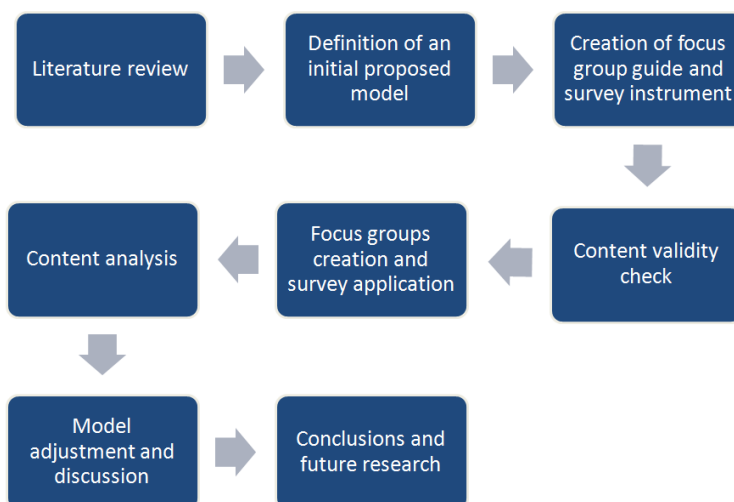 Literature review
Definition of an
initial proposed
model
Creation of focus
group guide and
survey instrument
Content validity
check
Focus groups
creation and
survey application
Content analysis
Model
adjustment and
discussion
Conclusions and
future research